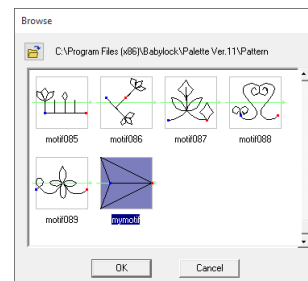 Browse
C:\Program Files (x86)\Babylock\Palette Ver.11\Pattern
motif085 motif086 motif087 motif088
motif089 mymotif
OK Cancel